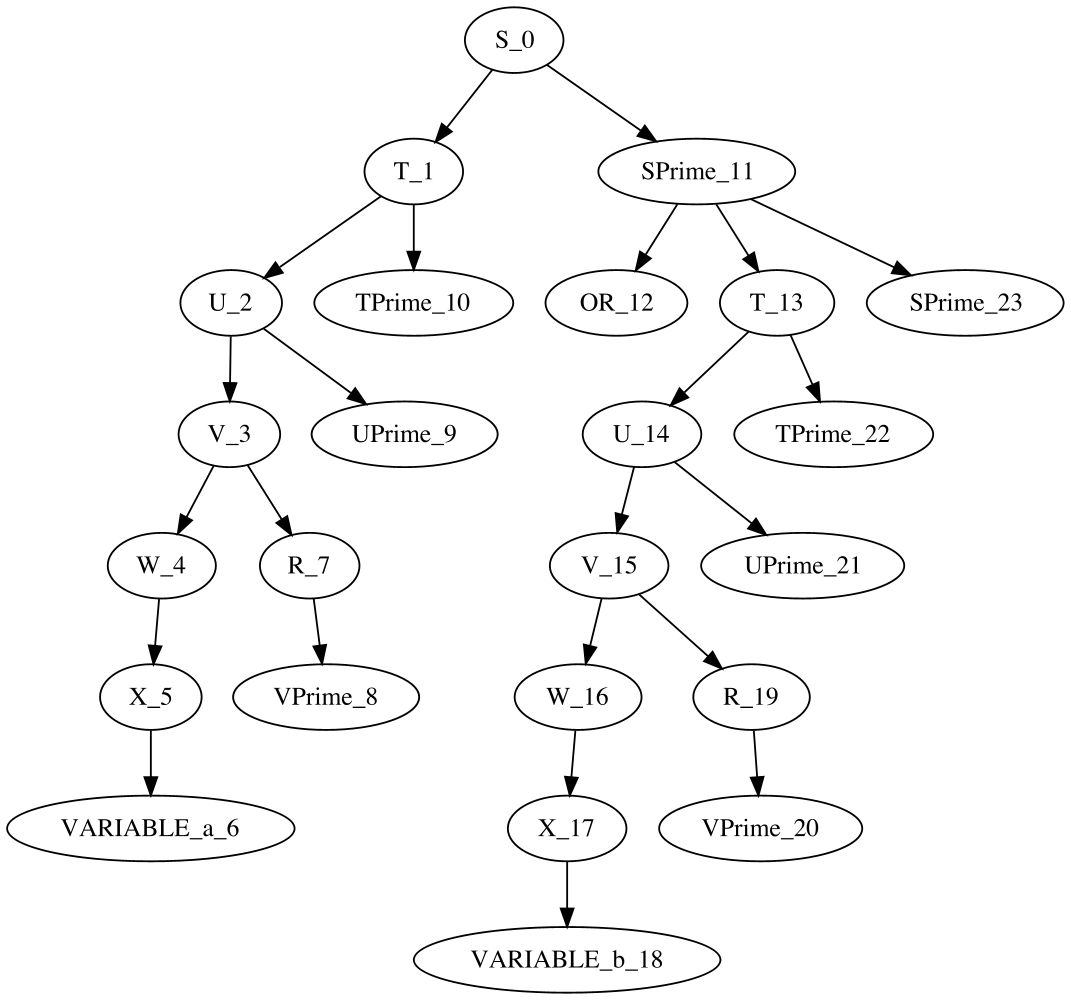 S_0
T_1
SPrime_11
U_2
TPrime_10
OR_12
T_13
SPrime_23
V_3
UPrime_9
U_14
TPrime_22
W_4
R_7
V_15
UPrime_21
X_5
VPrime_8
W_16
R_19
VARIABLE_a_6
X_17
VPrime_20
VARIABLE_b_18